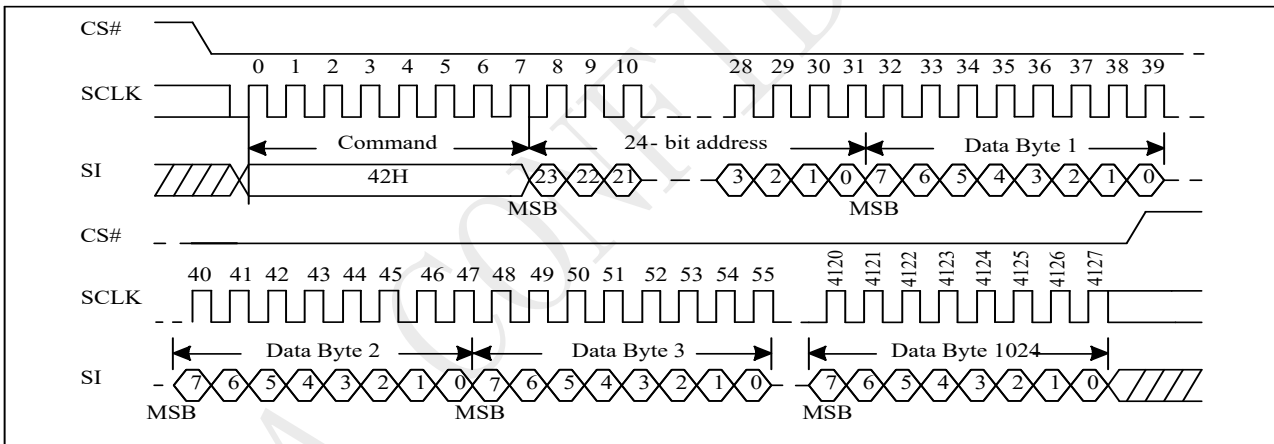 CS#
0 1 2 3 4 5 6 7 8 9 10 28 29 30 31 32 33 34 35 36 37 38 39
SCLK
Command 24- bit address Data Byte 1
SI 42H 23 22 21 3 2 1 0 7 6 5 4 3 2 1 0
MSB MSB
CS#
40 41 42 43 44 45 46 47 48 49 50 51 52 53 54 55 4120 4121 4122 4123 4124 4125 4126 4127
SCLK
Data Byte 2 Data Byte 3 Data Byte 1024
SI 7 6 5 4 3 2 1 0 7 6 5 4 3 2 1 0 7 6 5 4 3 2 1 0
MSB MSB MSB